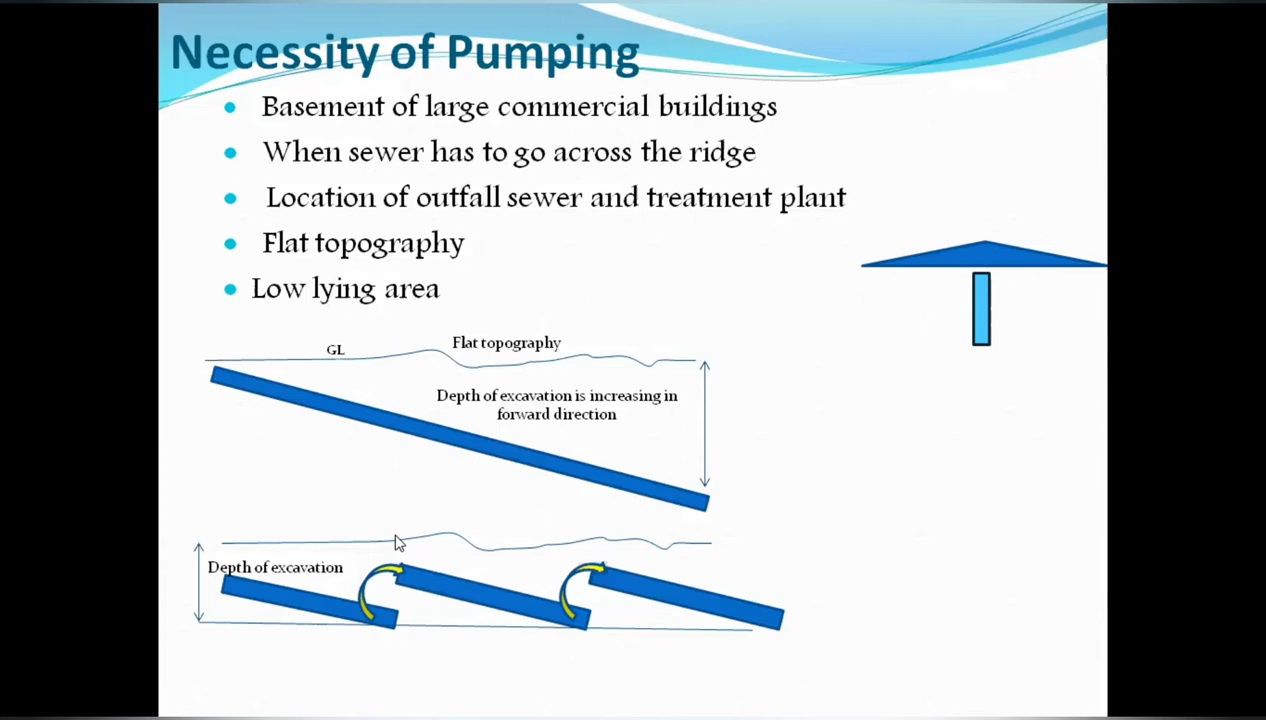 Necessity of Pumping
Basement of large commercial buildings
When sewer has to go across the ridge
Location of outfall sewer and treatment plant
Flat topography
Low lying area
GL
Flat topography
Depth of excavation is increasing in
forward direction
Depth of excavation